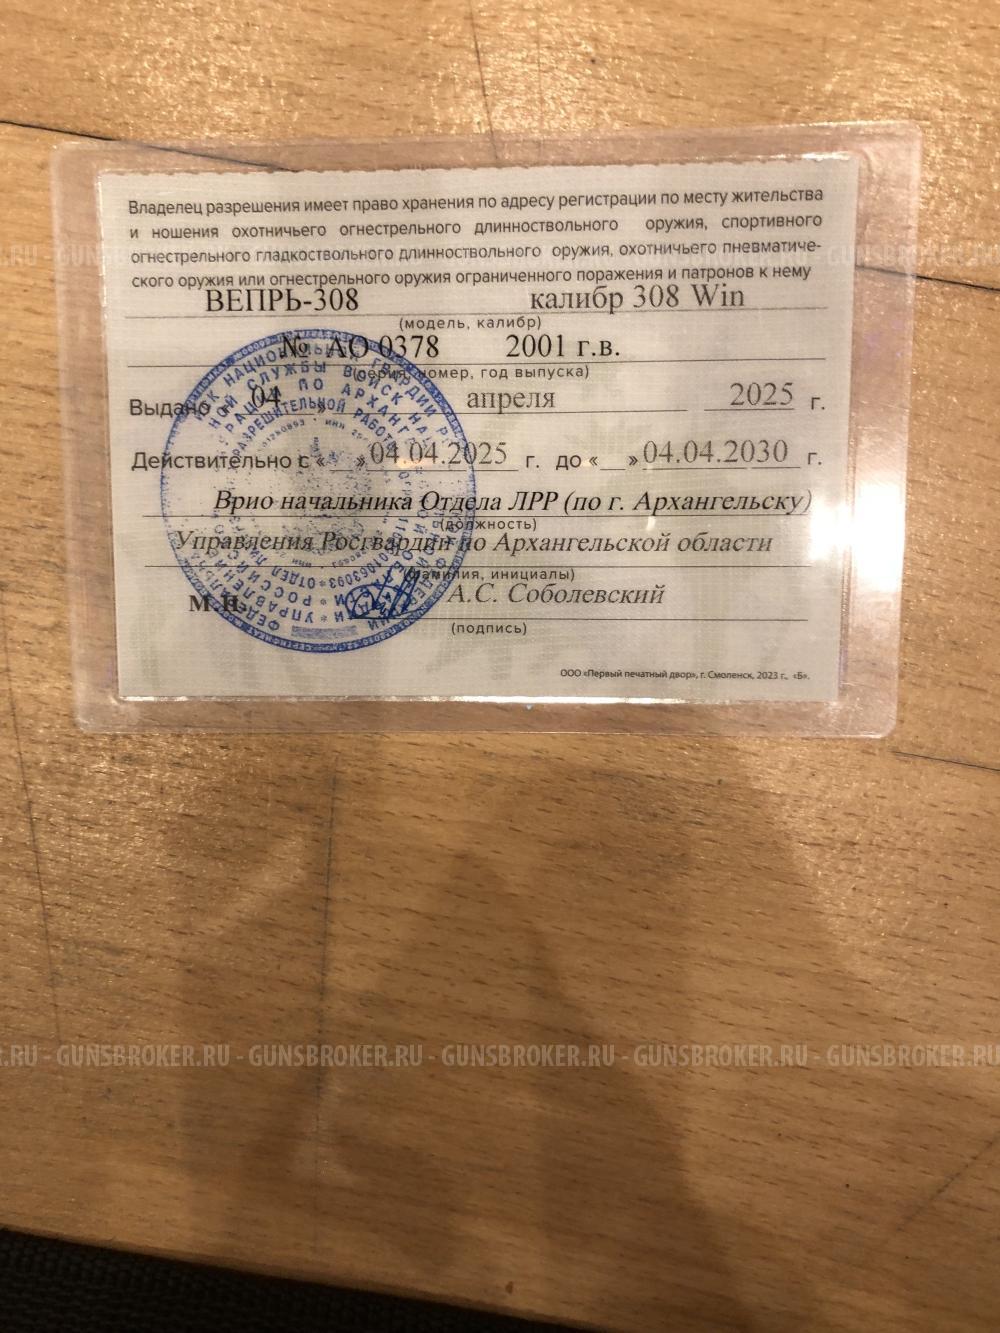 Владелец разрешения имеет право хранения по адресу регистрации по месту жительства
и ношения охотничьего огнестрельного длинноствольного оружия, спортивного
огнестрельного гладкоствольного длинноствольного оружия, охотничьего пневматиче-
ского оружия или огнестрельного оружия ограниченного поражения и патронов к нему
ВЕПРЬ-308 калибр 308 Win
(модель, калибр)
№ АО 0378 2001 г.в.
(серия, номер, год выпуска)
Выдано « 04 » апреля 2025 г.
Действительно с « » 04.04.2025 г. до « » 04.04.2030 г.
Врио начальника Отдела ЛРР (по г. Архангельску)
(должность)
Управления Росгвардии по Архангельской области
(фамилия, инициалы)
М.П. А.С. Соболевский
(подпись)
ООО «Первый печатный двор», г. Смоленск, 2023 г., «Б».
.RU - GUNSBROKER.RU - GUNSBROKER.RU - GUNSBROKER.RU - GUNSBROKER.RU - GUNSBROKER.RU